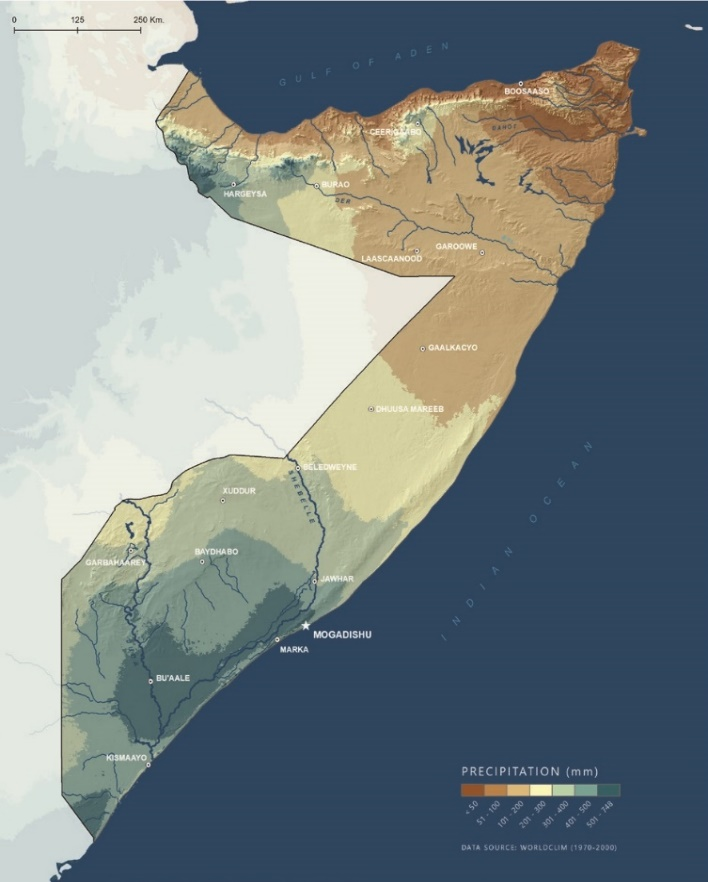 0 125 250 Km.
GULF OF ADEN
BOOSAASO
CEERIGAABO
HARGEYSA
BURAO
DER
LAASCAANOOD
GAROOWE
GAALKACYO
DHUUSA MAREEB
BELEDWEYNE
SHEBELLE
XUDDUR
BAYDHABO
GARBAHAAREY
JAWHAR
MOGADISHU
MARKA
BU'AALE
KISMAAYO
INDIAN OCEAN
PRECIPITATION (mm)
< 50 51 - 100 101 - 200 201 - 300 301 - 400 401 - 500 501 - 748
DATA SOURCE: WORLDCLIM (1970-2000)